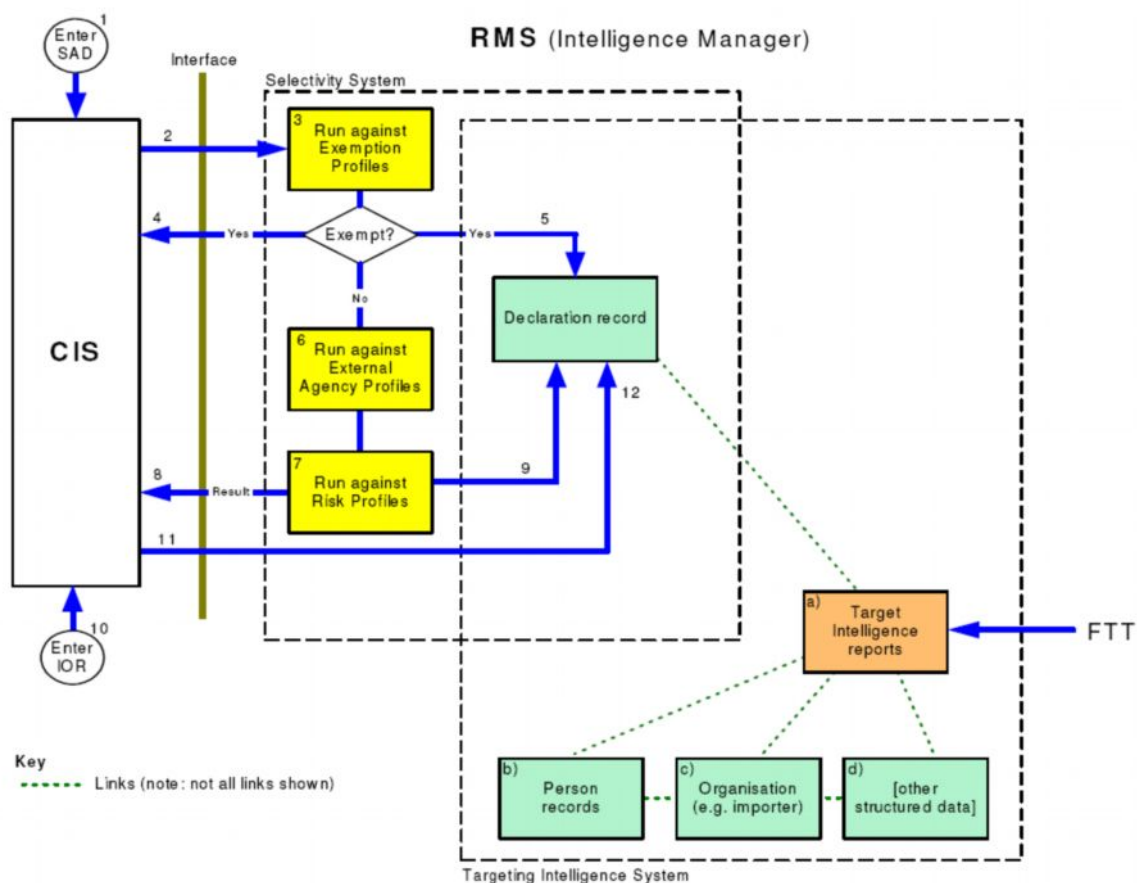 RMS (Intelligence Manager)
1
Enter
SAD
Interface
Selectivity System
2
3
Run against
Exemption
Profiles
4
Yes
Exempt?
Yes
5
No
Declaration record
CIS
6
Run against
External
Agency Profiles
12
7
Run against
Risk Profiles
8
Result
9
11
10
Enter
IOR
a)
Target
Intelligence
reports
FTT
Key
Links (note: not all links shown)
b)
Person
records
c)
Organisation
(e.g. importer)
d)
[other
structured data]
Targeting Intelligence System